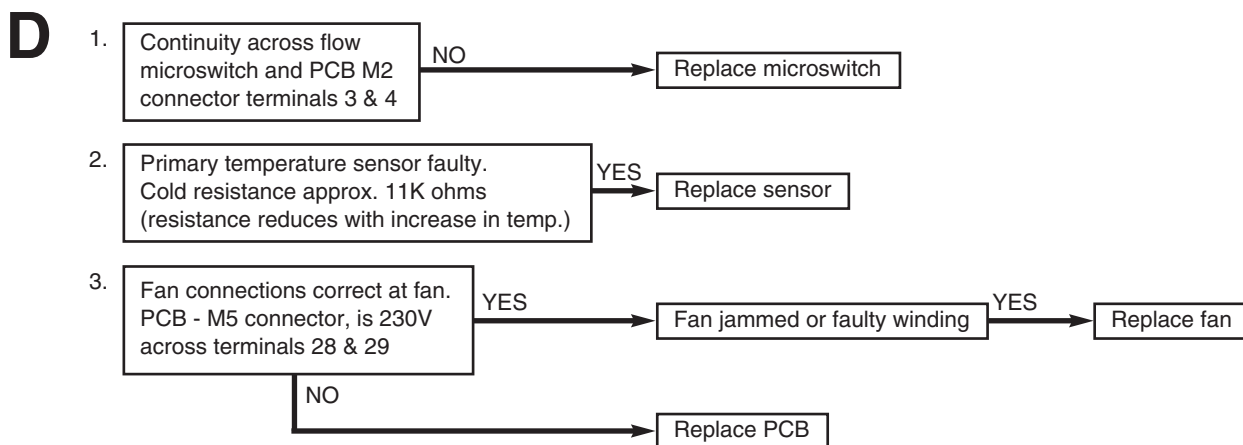 D
1.
Continuity across flow
microswitch and PCB M2
connector terminals 3 & 4
NO
Replace microswitch
2.
Primary temperature sensor faulty.
Cold resistance approx. 11K ohms
(resistance reduces with increase in temp.)
YES
Replace sensor
3.
Fan connections correct at fan.
PCB - M5 connector, is 230V
across terminals 28 & 29
YES
Fan jammed or faulty winding
YES
Replace fan
NO
Replace PCB